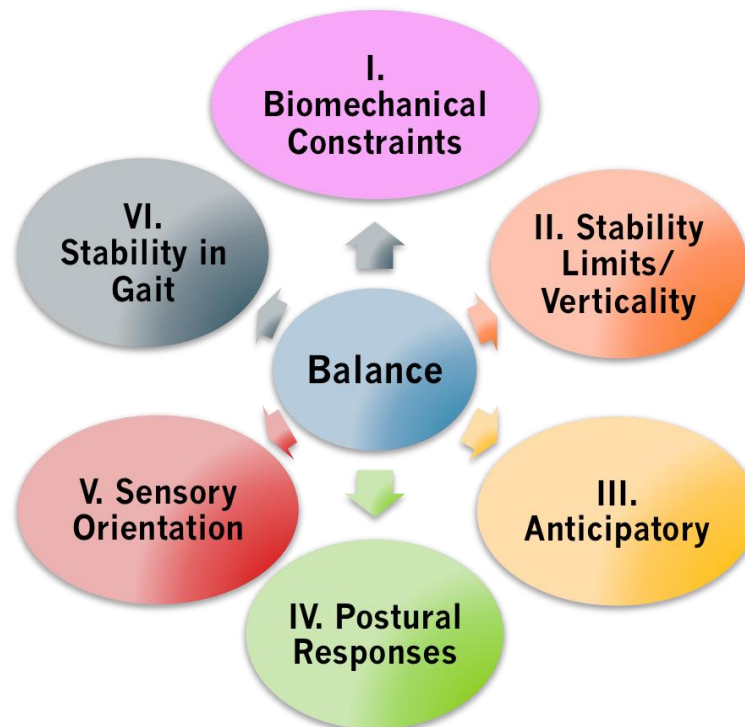 I.
Biomechanical
Constraints
II. Stability
Limits/
Verticality
III.
Anticipatory
IV. Postural
Responses
V. Sensory
Orientation
VI.
Stability in
Gait
Balance